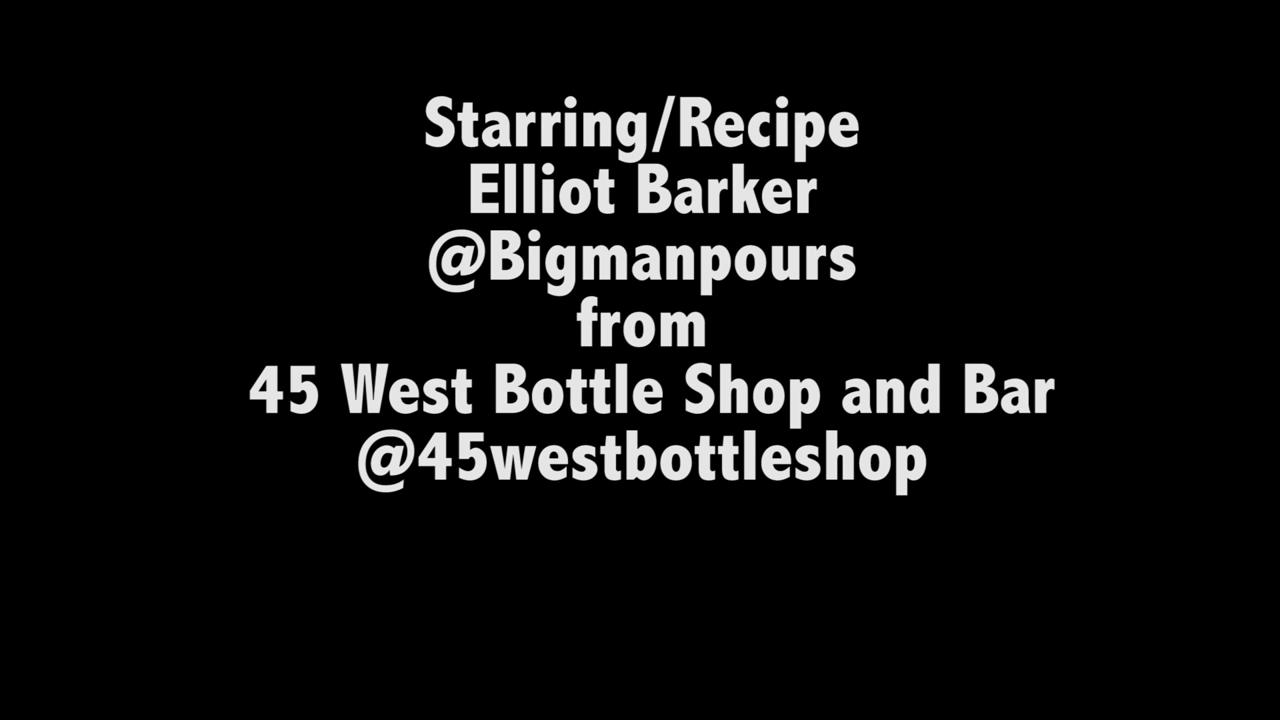 Starring/Recipe
Elliot Barker
@Bigmanpours
from
45 West Bottle Shop and Bar
@45westbottleshop